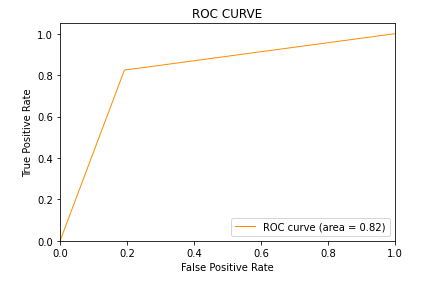 ROC CURVE
1.0
0.8
0.6
0.4
0.2
0.0
True Positive Rate
ROC curve (area = 0.82)
0.0 0.2 0.4 0.6 0.8 1.0
False Positive Rate